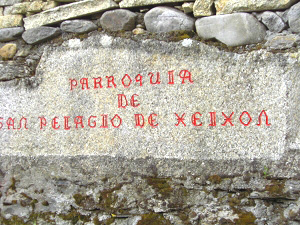 PARROQUIA
DE
SAN PELAGIO DE XEIXON